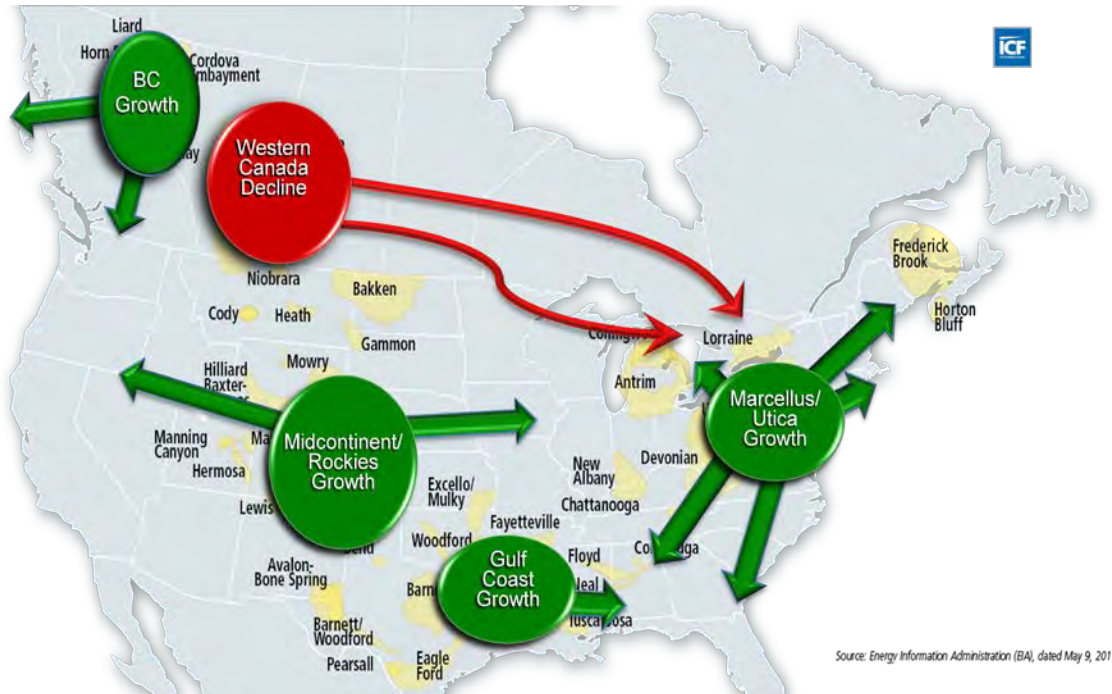 Liard
Horn
Cordova
Embayment
BC
Growth
Western
Canada
Decline
ICF
Niobrara
Bakken
Cody
Heath
Gammon
Mowry
Hilliard
Baxter-
Manning
Canyon
Hermosa
Lewis
Midcontinent/
Rockies
Growth
Frederick
Brook
Horton
Bluff
Lorraine
Antrim
Marcellus/
Utica
Growth
Devonian
New
Albany
Chattanooga
Excello/
Mulky
Fayetteville
Woodford
Floyd
Avalon-
Bone Spring
Gulf
Coast
Growth
Barnett/
Woodford
Pearsall
Eagle
Ford
Source: Energy Information Administration (EIA), dated May 9, 201